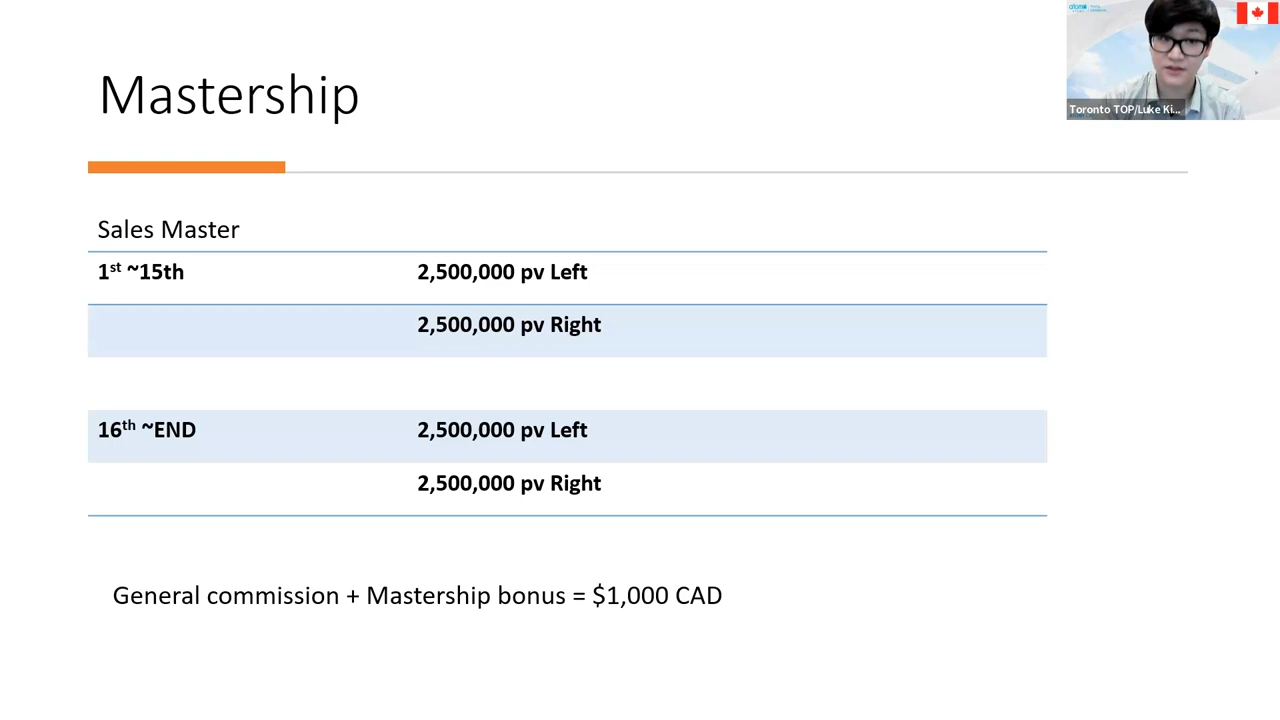 atom
Toronto TOP/Luke Ki...
Mastership
Sales Master
1st ~15th 2,500,000 pv Left
2,500,000 pv Right
16th ~END 2,500,000 pv Left
2,500,000 pv Right
General commission + Mastership bonus = $1,000 CAD